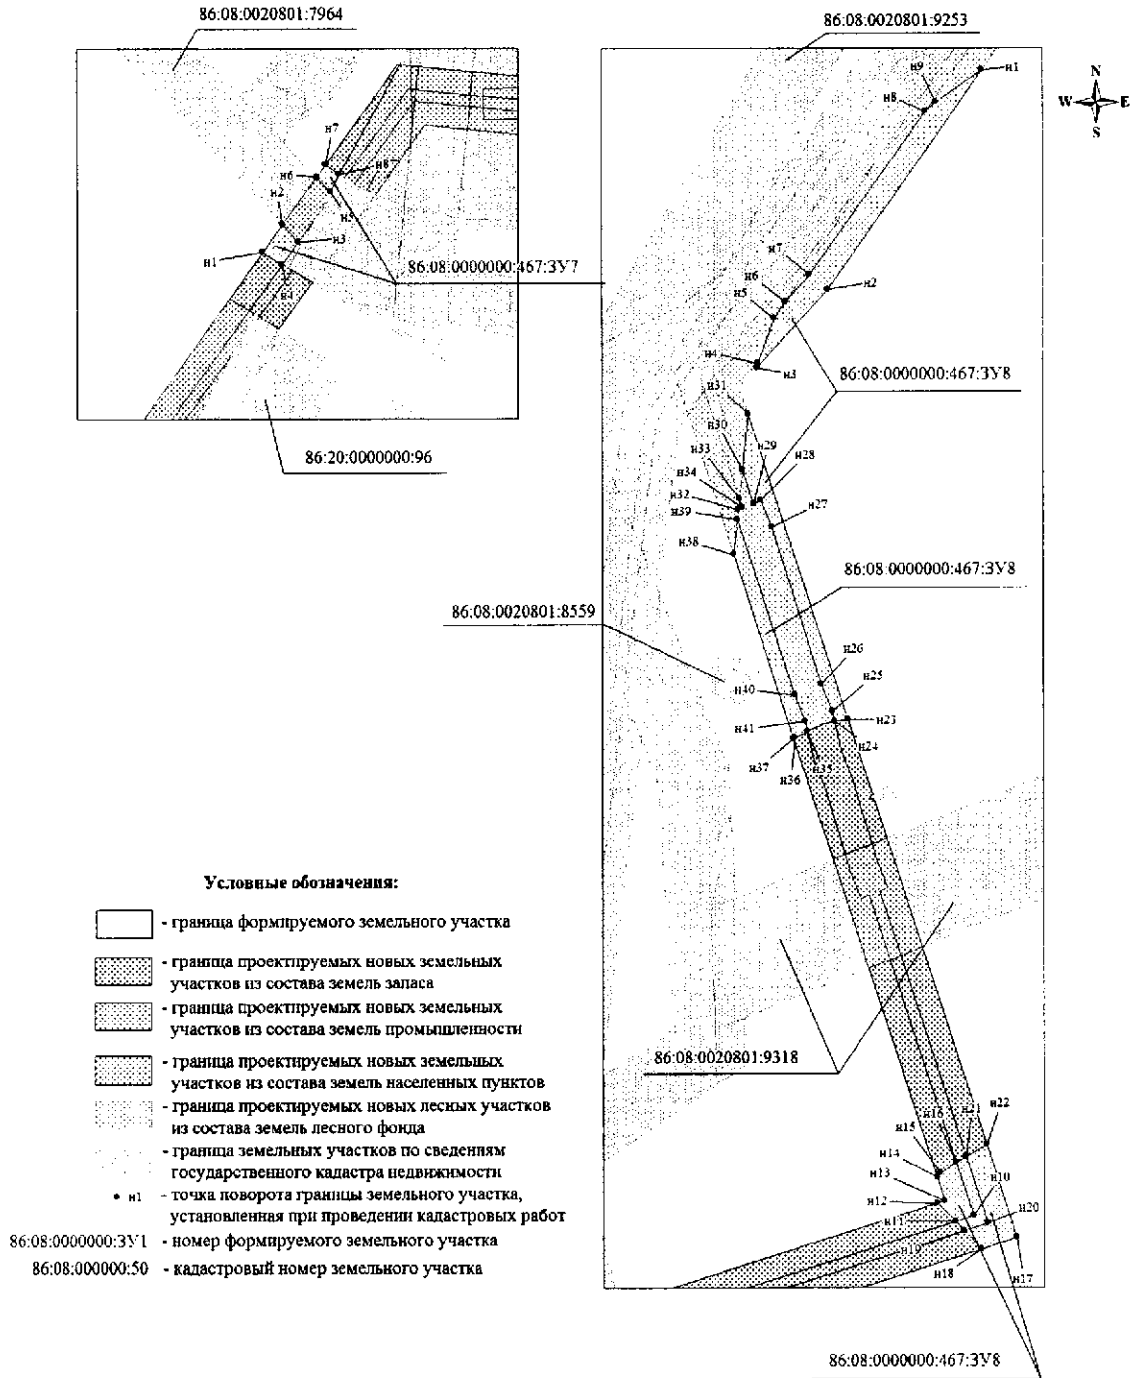 86:08:0020801:7964
86:08:0020801:9253
н7
н6
н8
н2
н5
н3
н1
н4
86:08:0000000:467:ЗУ7
86:20:0000000:96
н9
н1
н8
N
W
E
S
н7
н6
н2
н5
н4
н3
86:08:0000000:467:ЗУ8
н31
н30
н29
н33
н28
н34
н32
н27
н39
н38
86:08:0000000:467:ЗУ8
86:08:0020801:8559
н26
н40
н25
н23
н41
н24
н37
н35
н36
86:08:0020801:9318
н16
н21
н22
н15
н14
н13
н10
н12
н11
н20
н19
н18
н17
86:08:0000000:467:ЗУ8
Условные обозначения:
- граница формируемого земельного участка
- граница проектируемых новых земельных
участков из состава земель запаса
- граница проектируемых новых земельных
участков из состава земель промышленности
- граница проектируемых новых земельных
участков из состава земель населенных пунктов
- граница проектируемых новых лесных участков
из состава земель лесного фонда
- граница земельных участков по сведениям
государственного кадастра недвижимости
• н1 - точка поворота границы земельного участка,
установленная при проведении кадастровых работ
86:08:0000000:ЗУ1 - номер формируемого земельного участка
86:08:000000:50 - кадастровый номер земельного участка